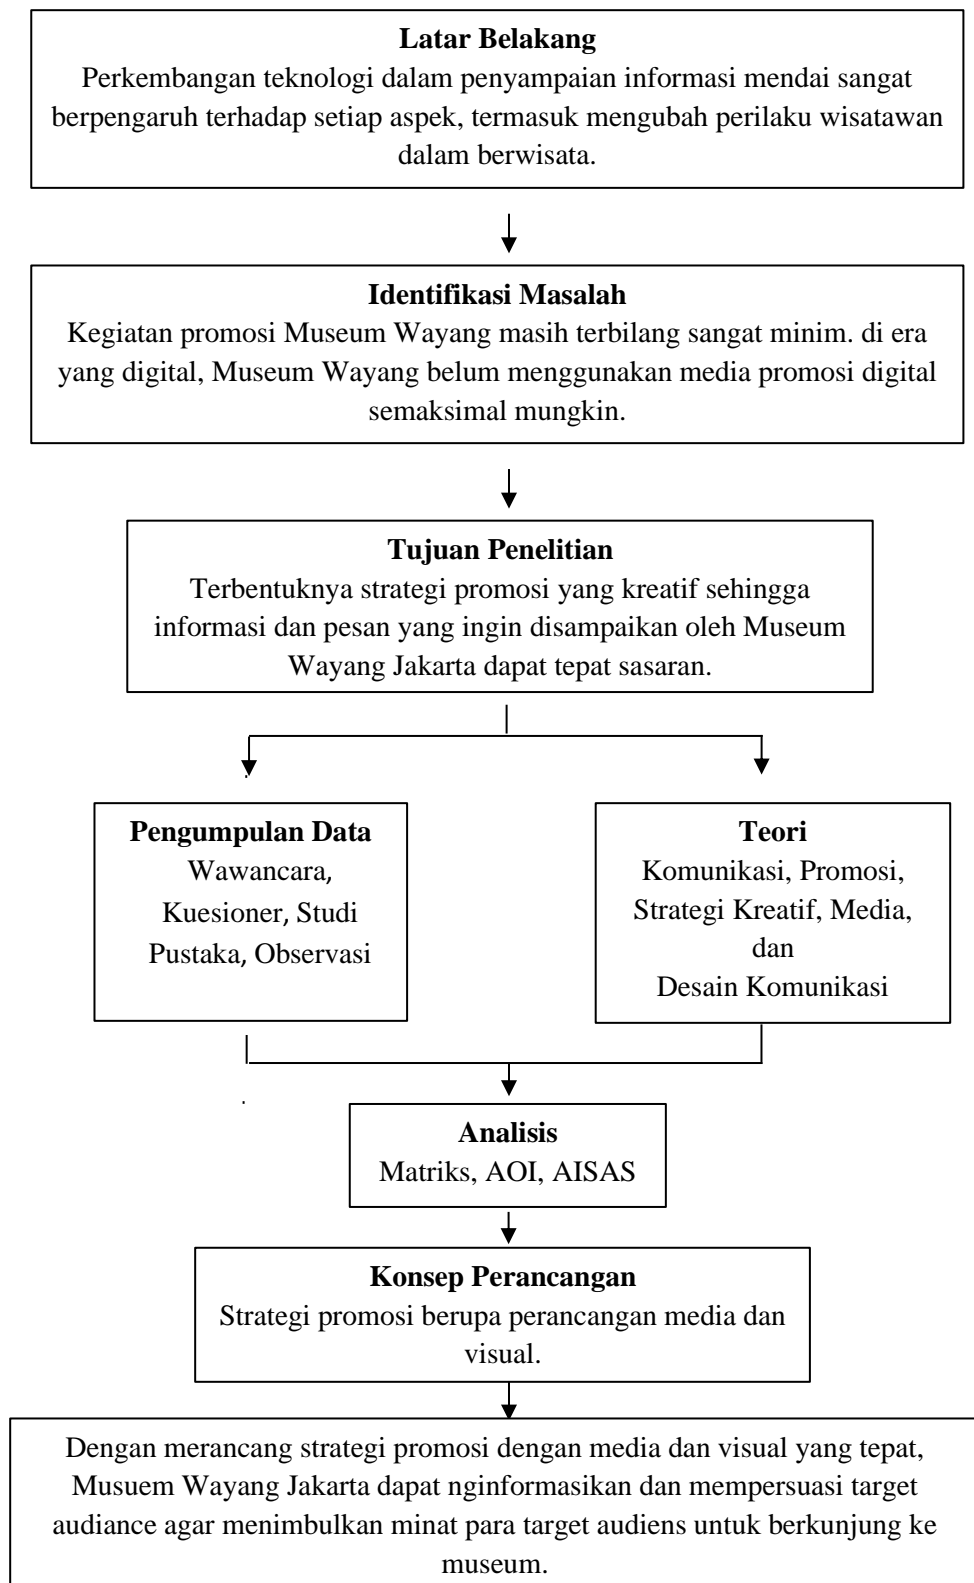 Latar Belakang
Perkembangan teknologi dalam penyampaian informasi mendai sangat
berpengaruh terhadap setiap aspek, termasuk mengubah perilaku wisatawan
dalam berwisata.
Identifikasi Masalah
Kegiatan promosi Museum Wayang masih terbilang sangat minim. di era
yang digital, Museum Wayang belum menggunakan media promosi digital
semaksimal mungkin.
Tujuan Penelitian
Terbentuknya strategi promosi yang kreatif sehingga
informasi dan pesan yang ingin disampaikan oleh Museum
Wayang Jakarta dapat tepat sasaran.
Pengumpulan Data
Wawancara,
Kuesioner, Studi
Pustaka, Observasi
Teori
Komunikasi, Promosi,
Strategi Kreatif, Media,
dan
Desain Komunikasi
Analisis
Matriks, AOI, AISAS
Konsep Perancangan
Strategi promosi berupa perancangan media dan
visual.
Dengan merancang strategi promosi dengan media dan visual yang tepat,
Musuem Wayang Jakarta dapat nginformasikan dan mempersuasi target
audiance agar menimbulkan minat para target audiens untuk berkunjung ke
museum.